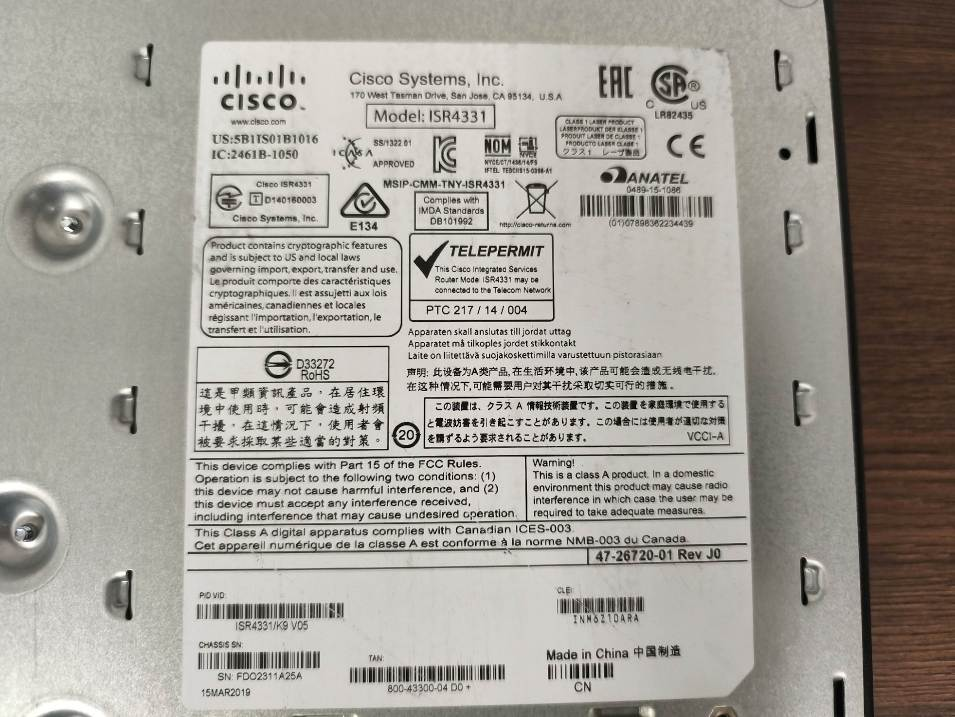 CISCO
www.cisco.com
Cisco Systems, Inc.
170 West Tasman Drive, San Jose, CA 95134, U.S.A
Model: ISR4331
EAC
SA
C US
LR82435
US:5B1IS01B1016
IC:2461B-1050
ICASA
SS/1322 01
APPROVED
NOM
NYCE
CLASS 1 LASER PRODUCT
LASERPRODUKT DER KLASSE 1
PRODUIT LASER DE CLASSE 1
PRODUCTO LASER CLASE 1
クラス1 レーザ製品
CE
MSIP-CMM-TNY-ISR4331
ANATEL
0489-15-1086
(01)07898362234439
Cisco ISR4331
T D140160003
Cisco Systems, Inc.
E134
Complies with
IMDA Standards
DB101992
http://cisco-returns.com
Product contains cryptographic features
and is subject to US and local laws
governing import, export, transfer and use.
Le produit comporte des caractéristiques
cryptographiques. Il est assujetti aux lois
américaines, canadiennes et locales
régissant l'importation, l'exportation, le
transfert et l'utilisation.
TELEPERMIT
This Cisco Integrated Services
Router Model ISR4331 may be
connected to the Telecom Network
PTC 217 / 14 / 004
Apparaten skall anslutas till jordat uttag
Apparatet må tilkoples jordet stikkontakt
Laite on liitettävä suojakoskettimilla varustettuun pistorasiaan
声明: 此设备为A类产品,在生活环境中,该产品可能会造成无线电干扰.
在这种情况下,可能需要用户对其干扰采取切实可行的措施。
D33272
RoHS
這是甲類資訊產品，在居住環
境中使用時，可能會造成射頻
干擾，在這情況下，使用者會
被要求採取某些適當的對策。
20
この装置は、クラス A 情報技術装置です。この装置を家庭環境で使用する
と電波妨害を引き起こすことがあります。この場合には使用者が適切な対策
を講ずるよう要求されることがあります。
VCCI-A
This device complies with Part 15 of the FCC Rules.
Operation is subject to the following two conditions: (1)
this device may not cause harmful interference, and (2)
this device must accept any interference received,
including interference that may cause undesired operation.
Warning!
This is a class A product. In a domestic
environment this product may cause radio
interference in which case the user may be
required to take adequate measures.
This Class A digital apparatus complies with Canadian ICES-003.
Cet appareil numérique de la classe A est conforme à la norme NMB-003 du Canada.
47-26720-01 Rev J0
PID VID:
ISR4331/K9 V05
CLEI:
INM6210ARA
CHASSIS SN:
SN: FDO2311A25A
15MAR2019
TAN:
800-43300-04 D0 +
Made in China 中国制造
CN